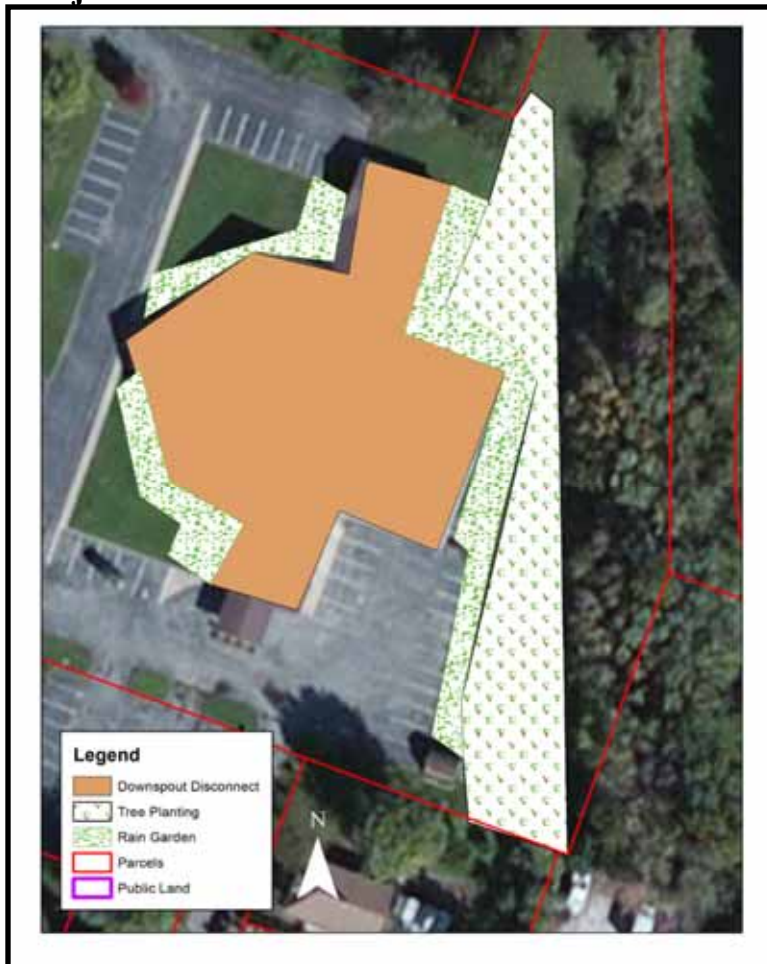 Legend
Downspout Disconnect
Tree Planting
Rain Garden
Parcels
Public Land
N